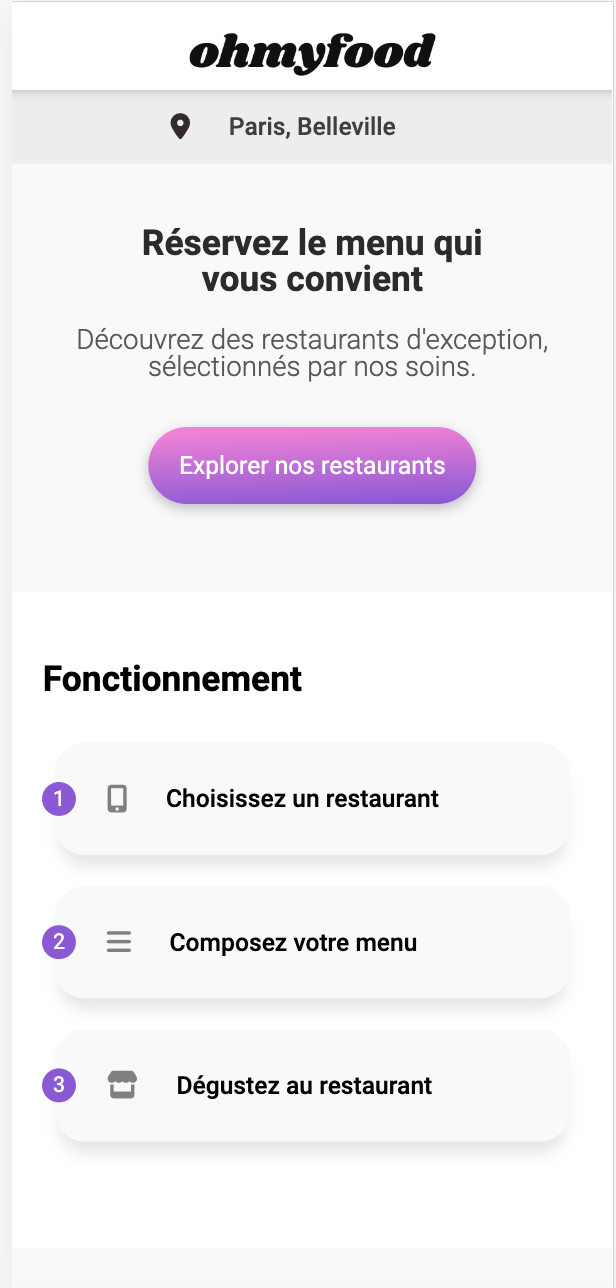 ohmyfood
Paris, Belleville
Réservez le menu qui
vous convient
Découvrez des restaurants d'exception,
sélectionnés par nos soins.
Explorer nos restaurants
Fonctionnement
1 Choisissez un restaurant
2 Composez votre menu
3 Dégustez au restaurant